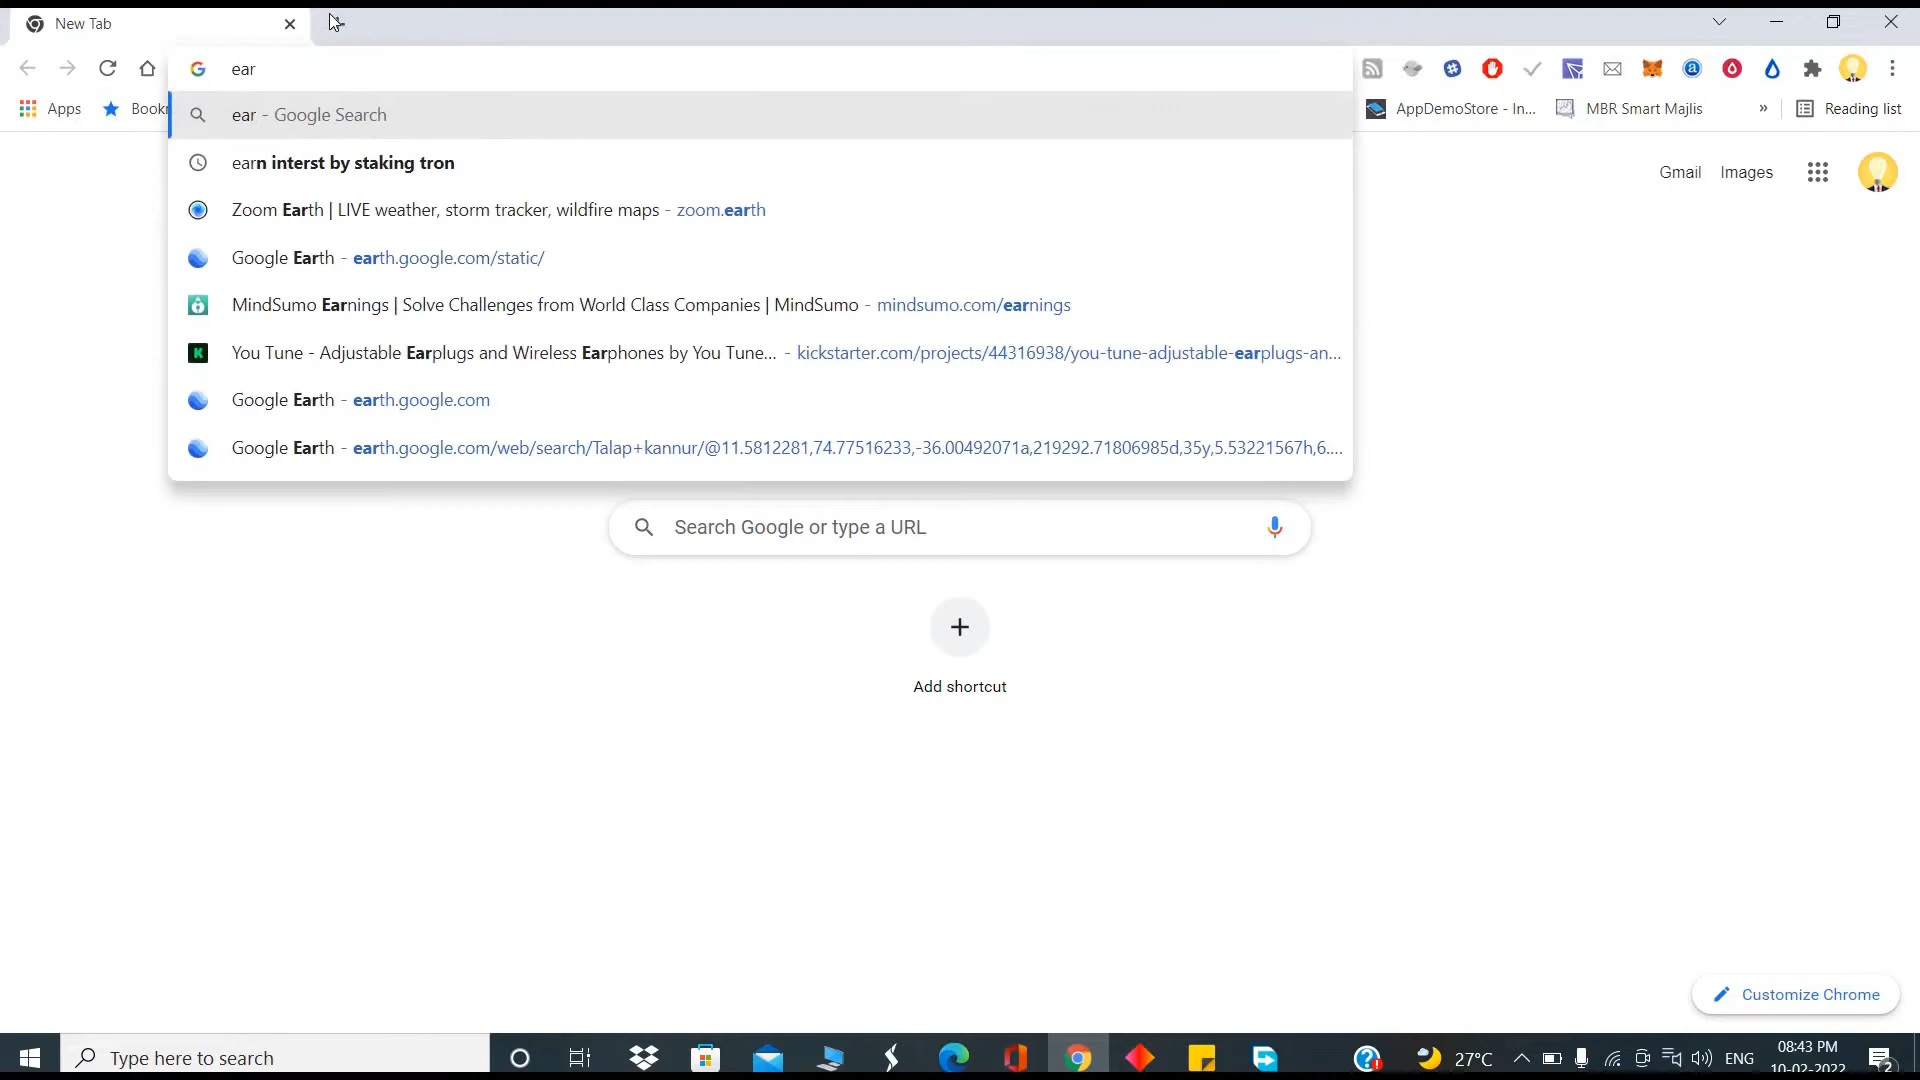 New Tab
ear
Bookr
Apps
ear - Google Search
earn interst by staking tron
Zoom Earth | LIVE weather, storm tracker, wildfire maps - zoom.earth
Google Earth - earth.google.com/static/
MindSumo Earnings | Solve Challenges from World Class Companies | MindSumo - mindsumo.com/earnings
You Tune - Adjustable Earplugs and Wireless Earphones by You Tune... - kickstarter.com/projects/44316938/you-tune-adjustable-earplugs-an...
Google Earth - earth.google.com
Google Earth - earth.google.com/web/search/Talap+kannur/@11.5812281,74.77516233,-36.00492071a,219292.71806985d,35y,5.53221567h,6....
AppDemoStore - In...
MBR Smart Majlis
»
Reading list
Gmail
Images
Search Google or type a URL
Add shortcut
Customize Chrome
Type here to search
27°C
ENG
08:43 PM
10-02-2022
2